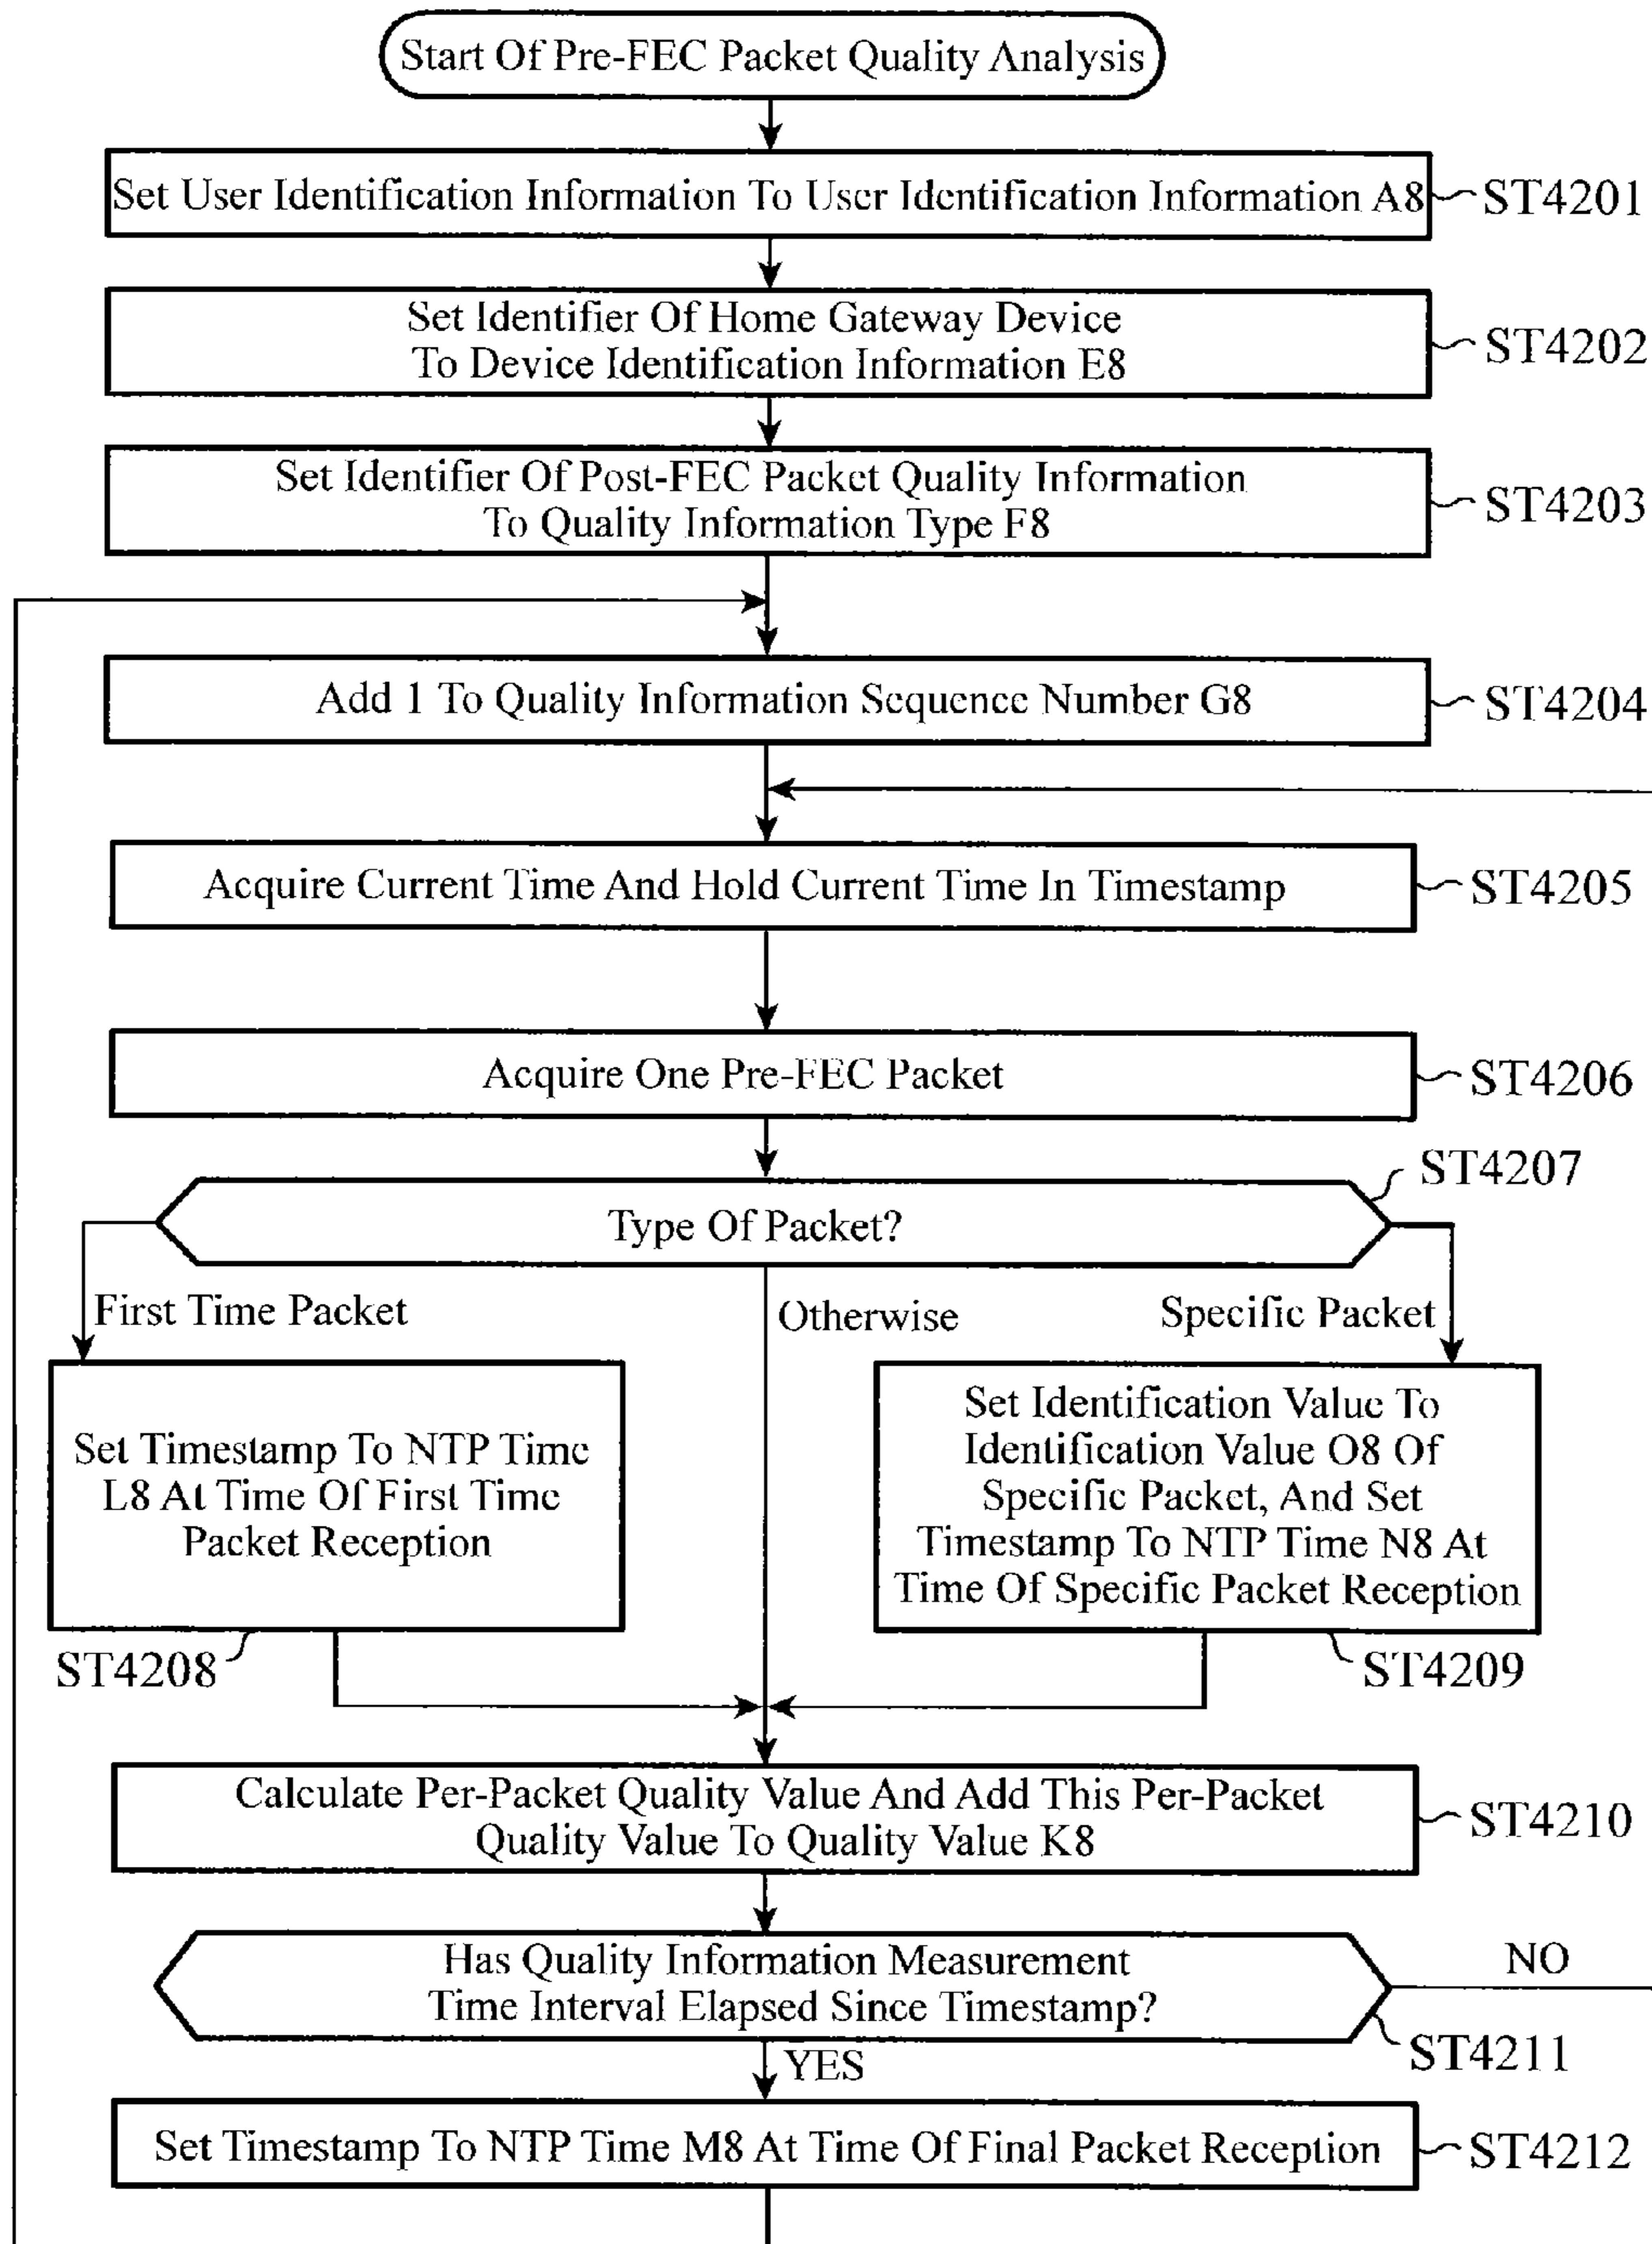 Start Of Pre-FEC Packet Quality Analysis
Set User Identification Information To User Identification Information A8
ST4201
Set Identifier Of Home Gateway Device
To Device Identification Information E8
ST4202
Set Identifier Of Post-FEC Packet Quality Information
To Quality Information Type F8
ST4203
Add 1 To Quality Information Sequence Number G8
ST4204
Acquire Current Time And Hold Current Time In Timestamp
ST4205
Acquire One Pre-FEC Packet
ST4206
ST4207
Type Of Packet?
First Time Packet
Otherwise
Specific Packet
Set Timestamp To NTP Time
L8 At Time Of First Time
Packet Reception
ST4208
Set Identification Value To
Identification Value O8 Of
Specific Packet, And Set
Timestamp To NTP Time N8 At
Time Of Specific Packet Reception
ST4209
Calculate Per-Packet Quality Value And Add This Per-Packet
Quality Value To Quality Value K8
ST4210
Has Quality Information Measurement
Time Interval Elapsed Since Timestamp?
NO
ST4211
YES
Set Timestamp To NTP Time M8 At Time Of Final Packet Reception
ST4212